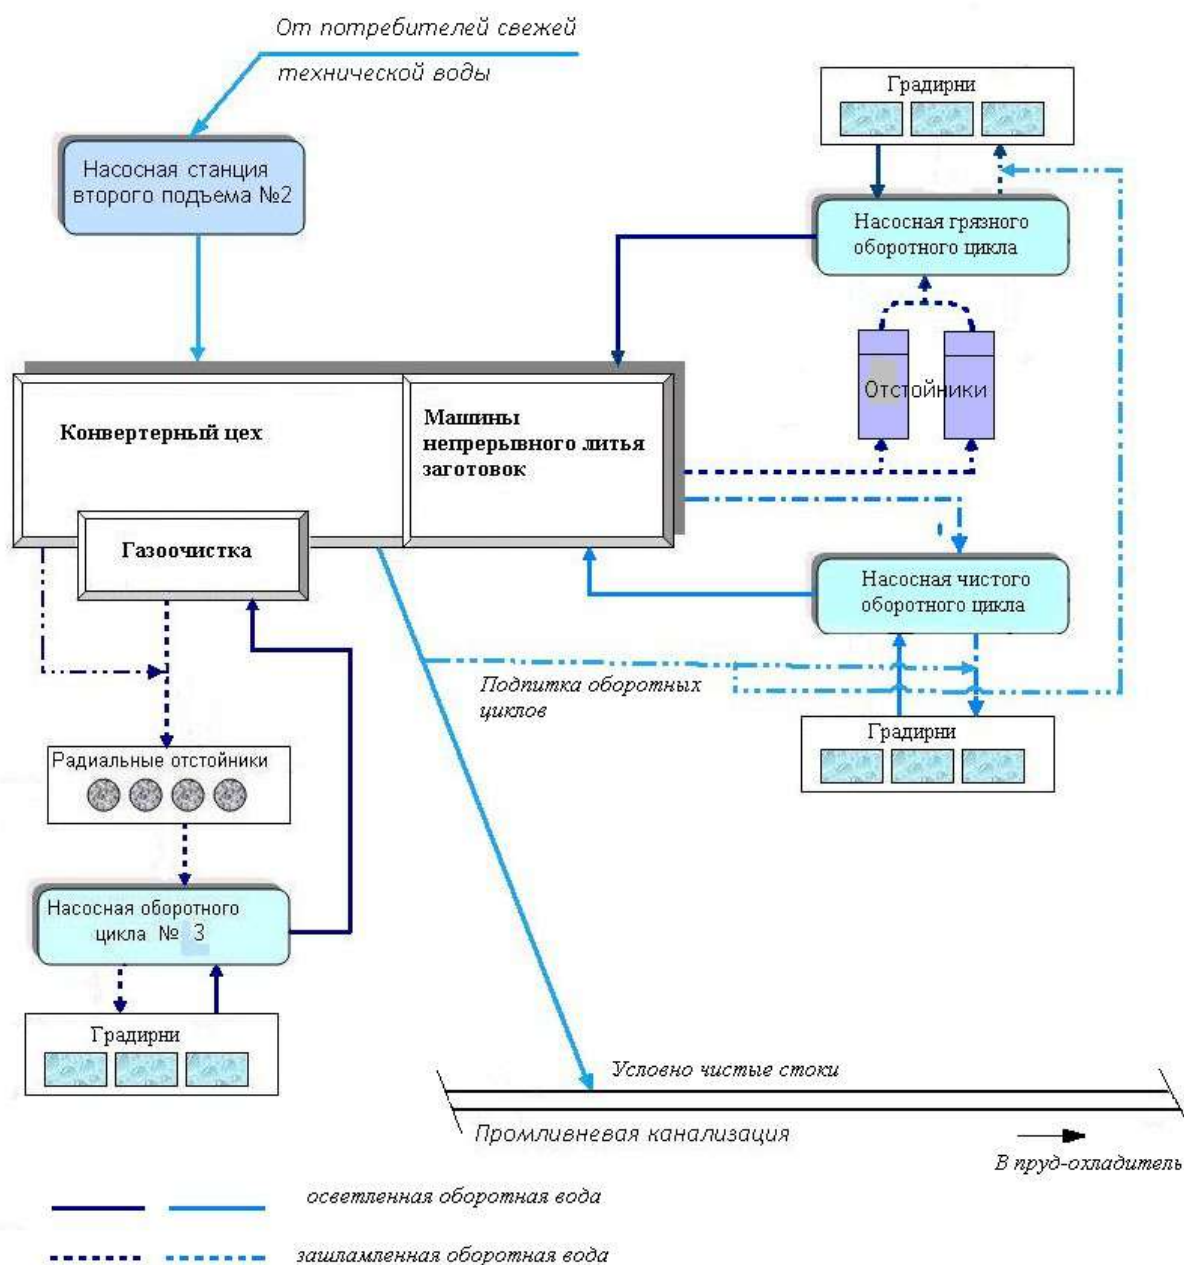 От потребителей свежей
технической воды
Градирни
Насосная станция
второго подъема №2
Насосная грязного
оборотного цикла
Отстойники
Конвертерный цех
Машины
непрерывного литья
заготовок
Газоочистка
Насосная чистого
оборотного цикла
Подпитка оборотных
циклов
Градирни
Радиальные отстойники
Насосная оборотного
цикла № 3
Градирни
Условно чистые стоки
Промливневая канализация
В пруд-охладитель
осветленная оборотная вода
зашламленная оборотная вода